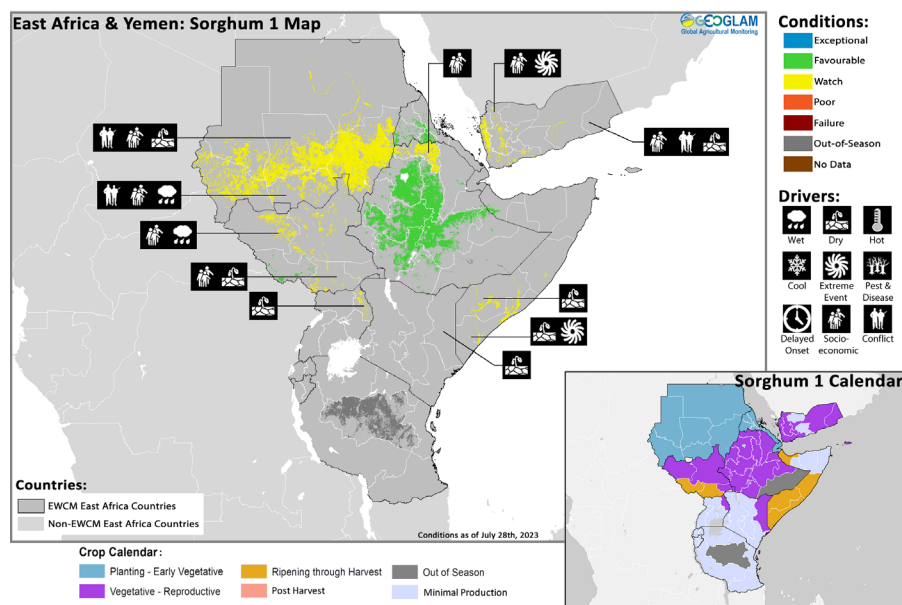 East Africa & Yemen: Sorghum 1 Map
GEOGLAM
Global Agricultural Monitoring
Conditions:
Exceptional
Favourable
Watch
Poor
Failure
Out-of-Season
No Data
Drivers:
Wet
Dry
Hot
Cool
Extreme
Event
Pest &
Disease
Delayed
Onset
Socio-
economic
Conflict
Countries:
EWCM East Africa Countries
Non-EWCM East Africa Countries
Conditions as of July 28th, 2023
Sorghum 1 Calendar
Crop Calendar:
Planting - Early Vegetative
Ripening through Harvest
Out of Season
Vegetative - Reproductive
Post Harvest
Minimal Production